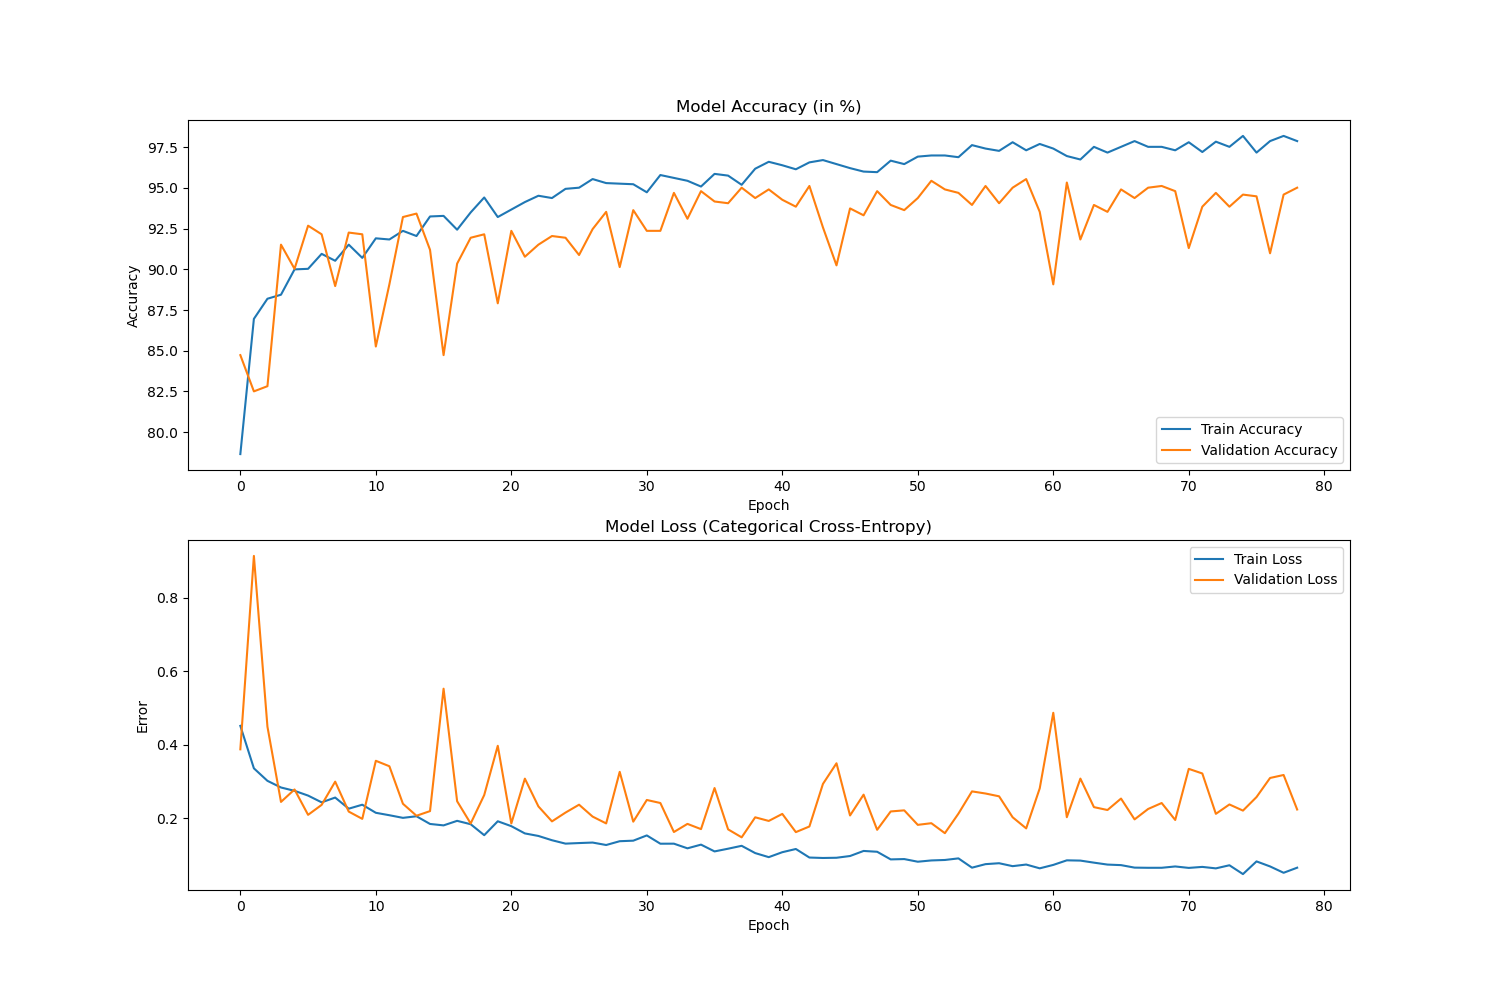 Model Accuracy (in %)
97.5
95.0
92.5
90.0
87.5
85.0
82.5
80.0
Accuracy
Train Accuracy
Validation Accuracy
0 10 20 30 40 50 60 70 80
Epoch
Model Loss (Categorical Cross-Entropy)
Train Loss
Validation Loss
0.8
0.6
0.4
0.2
Error
0 10 20 30 40 50 60 70 80
Epoch